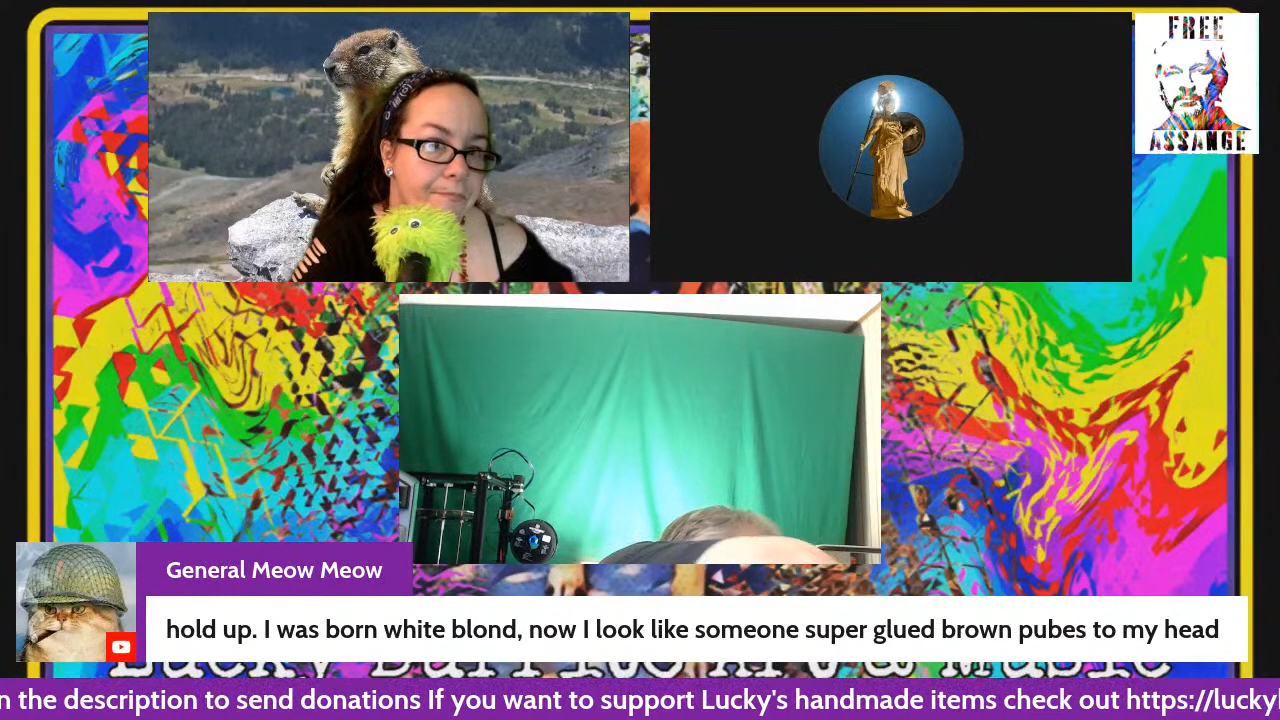 FREE
ASSANGE
General Meow Meow
hold up. I was born white blond, now I look like someone super glued brown pubes to my head
n the description to send donations If you want to support Lucky's handmade items check out https://lucky